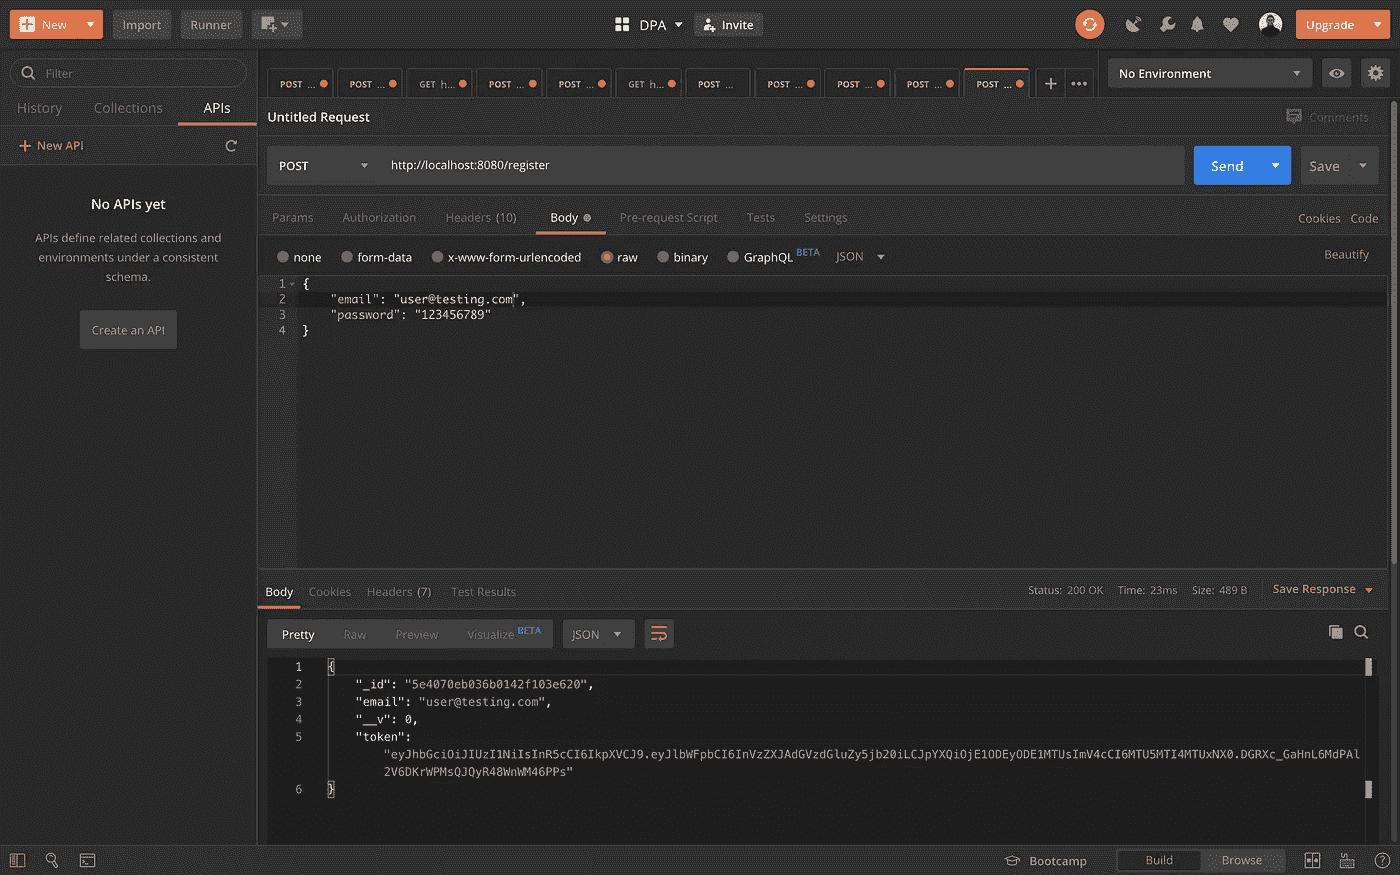 New
Import
Runner
DPA
Invite
Upgrade
Filter
History Collections APIs
New API
No APIs yet
APIs define related collections and
environments under a consistent
schema.
Create an API
POST ... POST ... GET h... POST ... POST ... GET h... POST ... POST ... POST ... POST ... POST ...
No Environment
Untitled Request
Comments
POST http://localhost:8080/register
Send
Save
Params Authorization Headers (10) Body Pre-request Script Tests Settings
Cookies Code
none form-data x-www-form-urlencoded raw binary GraphQL BETA JSON
Beautify
1 {
2 "email": "user@testing.com",
3 "password": "123456789"
4 }
Body Cookies Headers (7) Test Results
Status: 200 OK Time: 23ms Size: 489 B
Save Response
Pretty Raw Preview Visualize BETA JSON
1 {
2 "_id": "5e4070eb036b0142f103e620",
3 "email": "user@testing.com",
4 "__v": 0,
5 "token":
"eyJhbGciOiJIUzI1NiIsInR5cCI6IkpXVCJ9.eyJlbWFpbCI6InVzZXJAdGVzdGluZy5jb20iLCJpYXQiOjE1ODEyODE1MTUsImV4cCI6MTU5MTI4MTUxNX0.DGRXc_GaHnL6MdPAl
2V6DKrWPMsQJQyR48WnWM46PPs"
6 }
Bootcamp
Build Browse